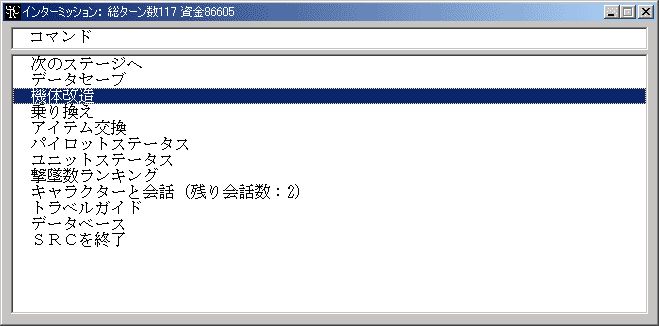 インターミッション: 総ターン数117 資金86605
コマンド
次のステージへ
データセーブ
機体改造
乗り換え
アイテム交換
パイロットステータス
ユニットステータス
撃墜数ランキング
キャラクターと会話（残り会話数：2）
トラベルガイド
データベース
ＳＲＣを終了